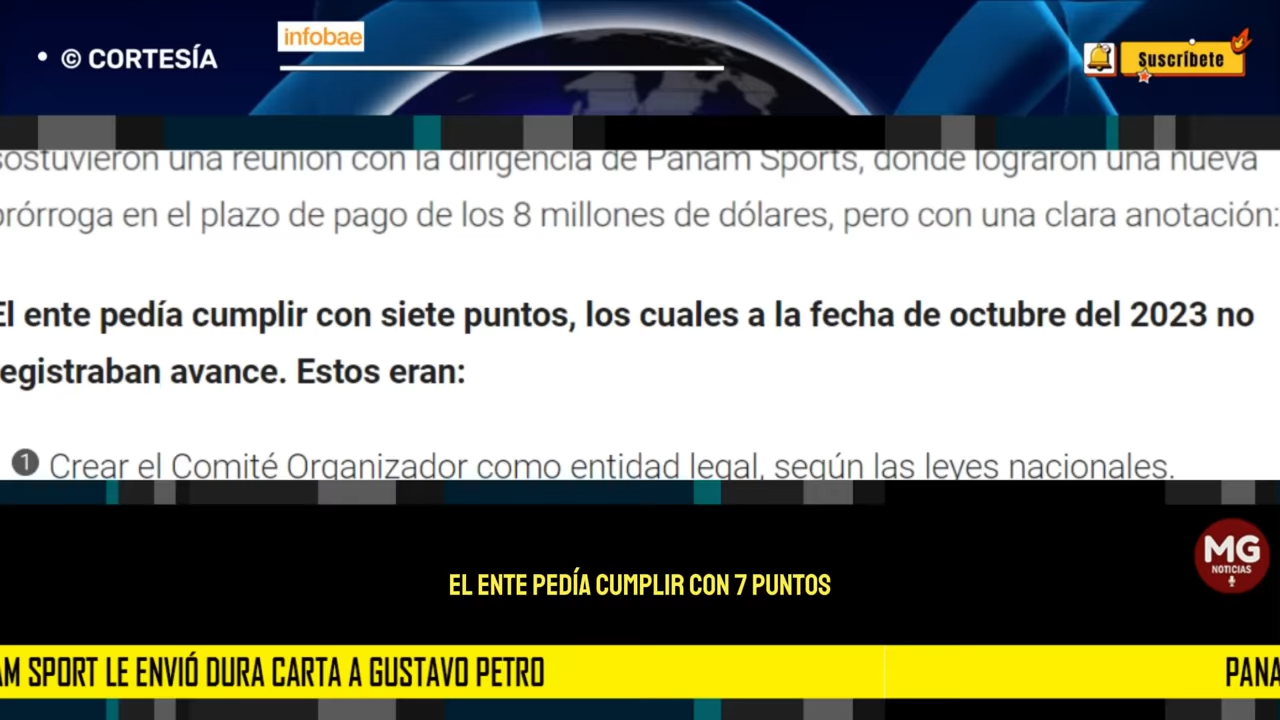 • © CORTESÍA
infobae
Suscríbete
sostuvieron una reunión con la dirigencia de Panam Sports, donde lograron una nueva
prórroga en el plazo de pago de los 8 millones de dólares, pero con una clara anotación:
El ente pedía cumplir con siete puntos, los cuales a la fecha de octubre del 2023 no
egistraban avance. Estos eran:
1 Crear el Comité Organizador como entidad legal, según las leyes nacionales.
MG
NOTICIAS
EL ENTE PEDÍA CUMPLIR CON 7 PUNTOS
AM SPORT LE ENVIÓ DURA CARTA A GUSTAVO PETRO PANA